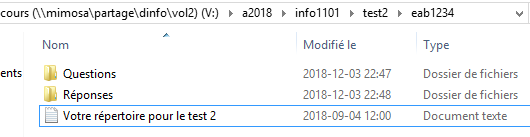 cours (\\mimosa\partage\dinfo\vol2) (V:) > a2018 > info1101 > test2 > eab1234
Nom Modifié le Type
ents Questions 2018-12-03 22:47 Dossier de fichiers
Réponses 2018-12-03 22:48 Dossier de fichiers
Votre répertoire pour le test 2 2018-09-04 12:00 Document texte